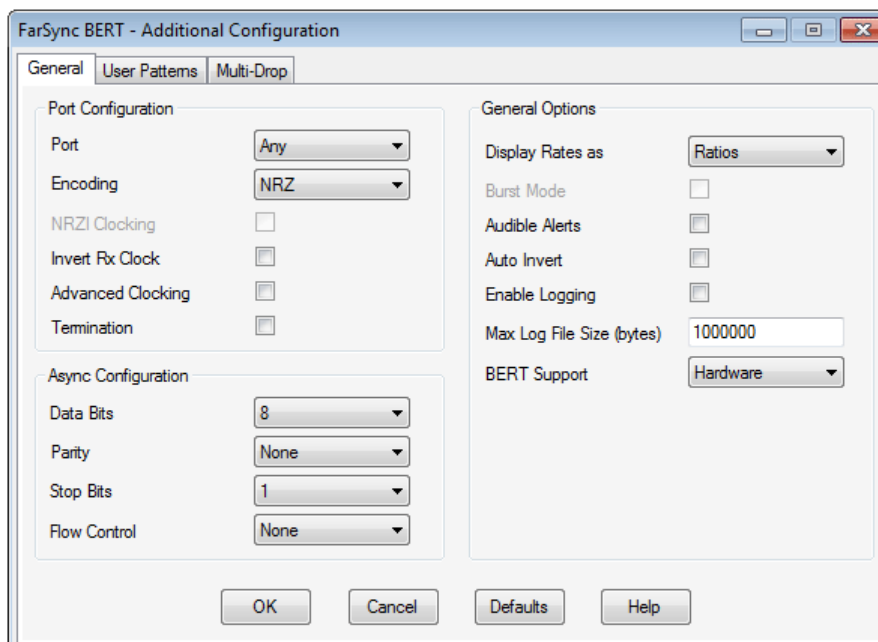 FarSync BERT - Additional Configuration
General
User Patterns
Multi-Drop
Port Configuration
Port
Any
Encoding
NRZ
NRZI Clocking
Invert Rx Clock
Advanced Clocking
Termination
Async Configuration
Data Bits
8
Parity
None
Stop Bits
1
Flow Control
None
General Options
Display Rates as
Ratios
Burst Mode
Audible Alerts
Auto Invert
Enable Logging
Max Log File Size (bytes)
1000000
BERT Support
Hardware
OK
Cancel
Defaults
Help